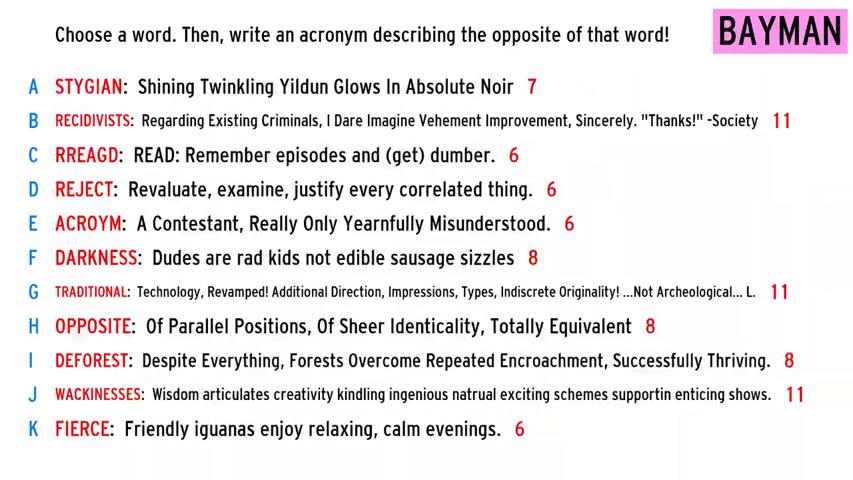 Choose a word. Then, write an acronym describing the opposite of that word!
BAYMAN
A STYGIAN: Shining Twinkling Yildun Glows In Absolute Noir 7
B RECIDIVISTS: Regarding Existing Criminals, I Dare Imagine Vehement Improvement, Sincerely. "Thanks!" -Society 11
C RREAGD: READ: Remember episodes and (get) dumber. 6
D REJECT: Revaluate, examine, justify every correlated thing. 6
E ACROYM: A Contestant, Really Only Yearnfully Misunderstood. 6
F DARKNESS: Dudes are rad kids not edible sausage sizzles 8
G TRADITIONAL: Technology, Revamped! Additional Direction, Impressions, Types, Indiscrete Originality! ...Not Archeological... L. 11
H OPPOSITE: Of Parallel Positions, Of Sheer Identicality, Totally Equivalent 8
I DEFOREST: Despite Everything, Forests Overcome Repeated Encroachment, Successfully Thriving. 8
J WACKINESSES: Wisdom articulates creativity kindling ingenious natrual exciting schemes supportin enticing shows. 11
K FIERCE: Friendly iguanas enjoy relaxing, calm evenings. 6